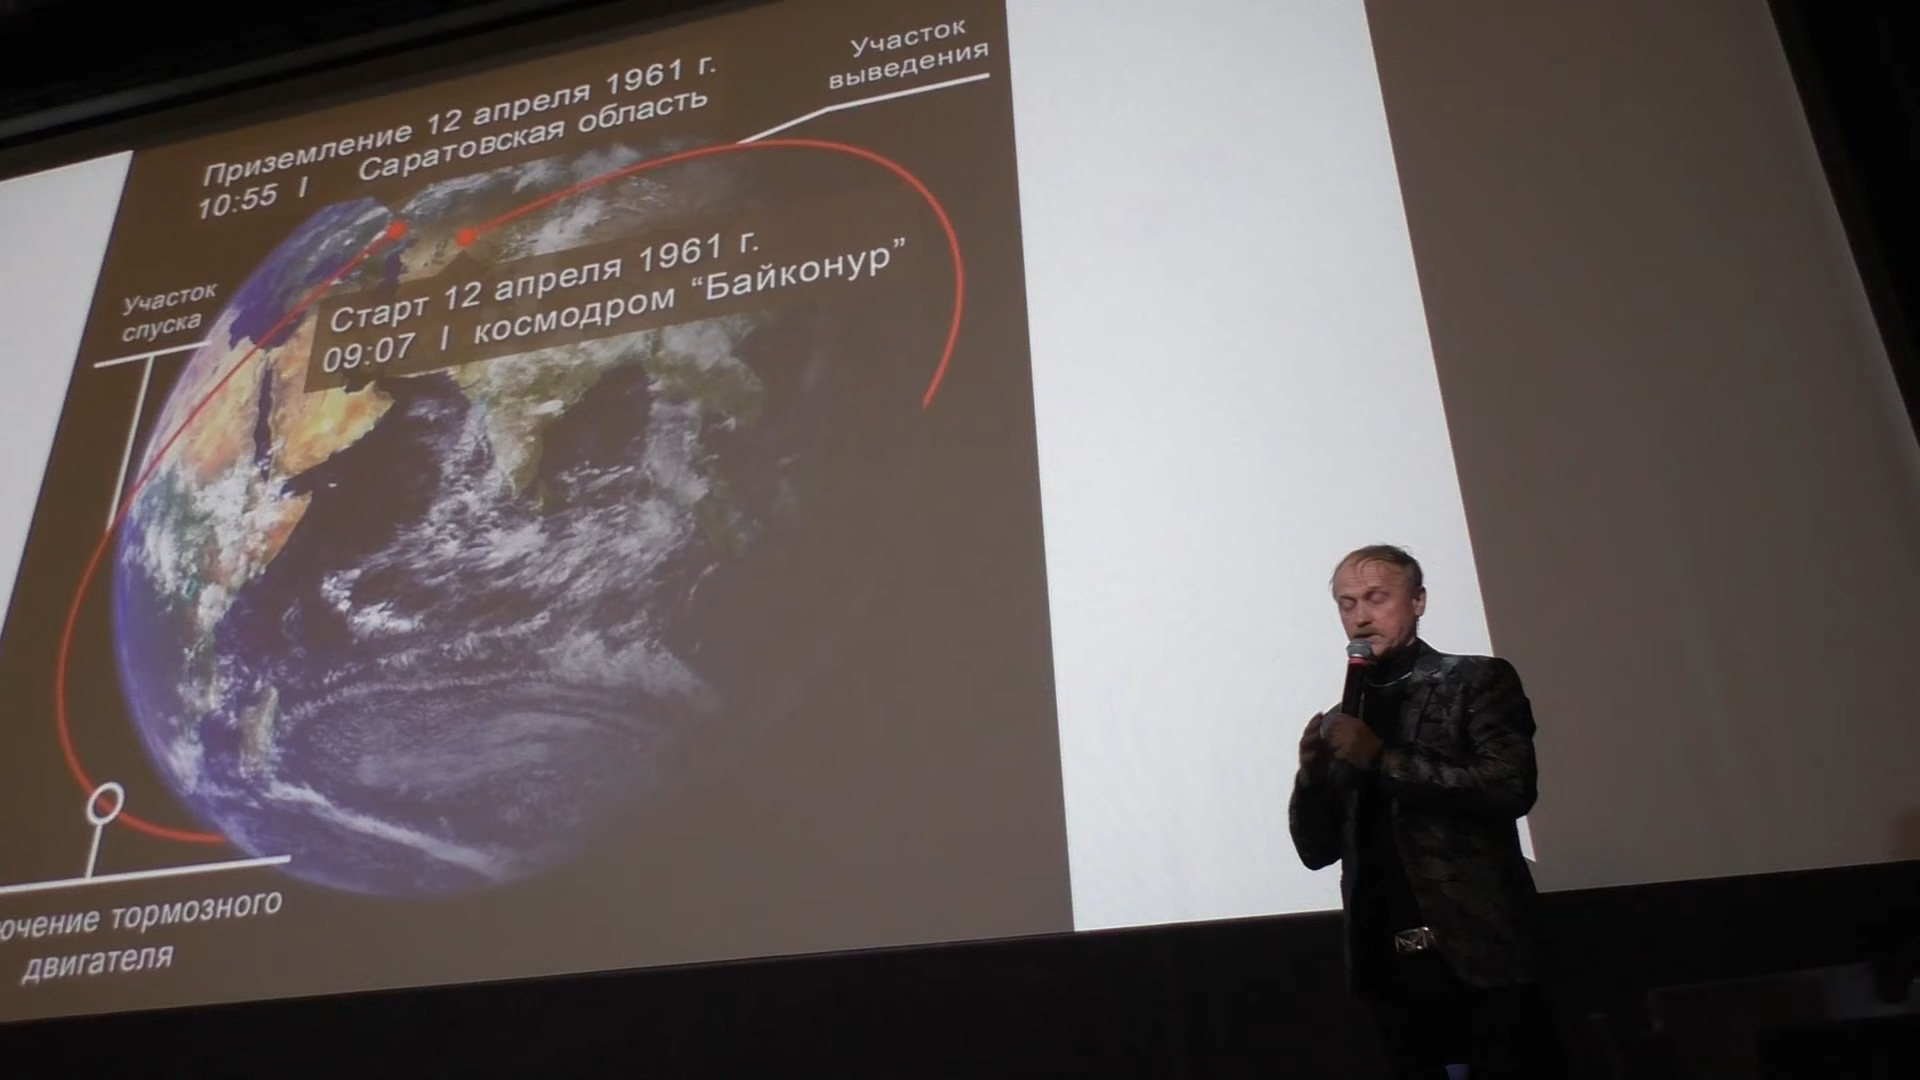 Участок
выведения
Приземление 12 апреля 1961 г.
10:55 | Саратовская область
Старт 12 апреля 1961 г.
09:07 | космодром “Байконур”
Участок
спуска
тормозного
двигателя